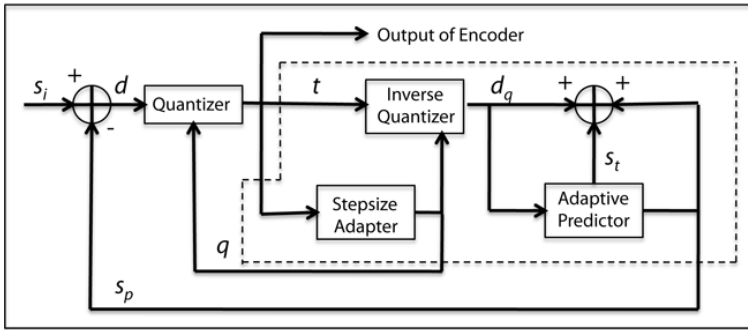 Output of Encoder
s_i
+
-
d
Quantizer
t
Inverse
Quantizer
d_q
+
+
s_t
Stepsize
Adapter
Adaptive
Predictor
q
s_p